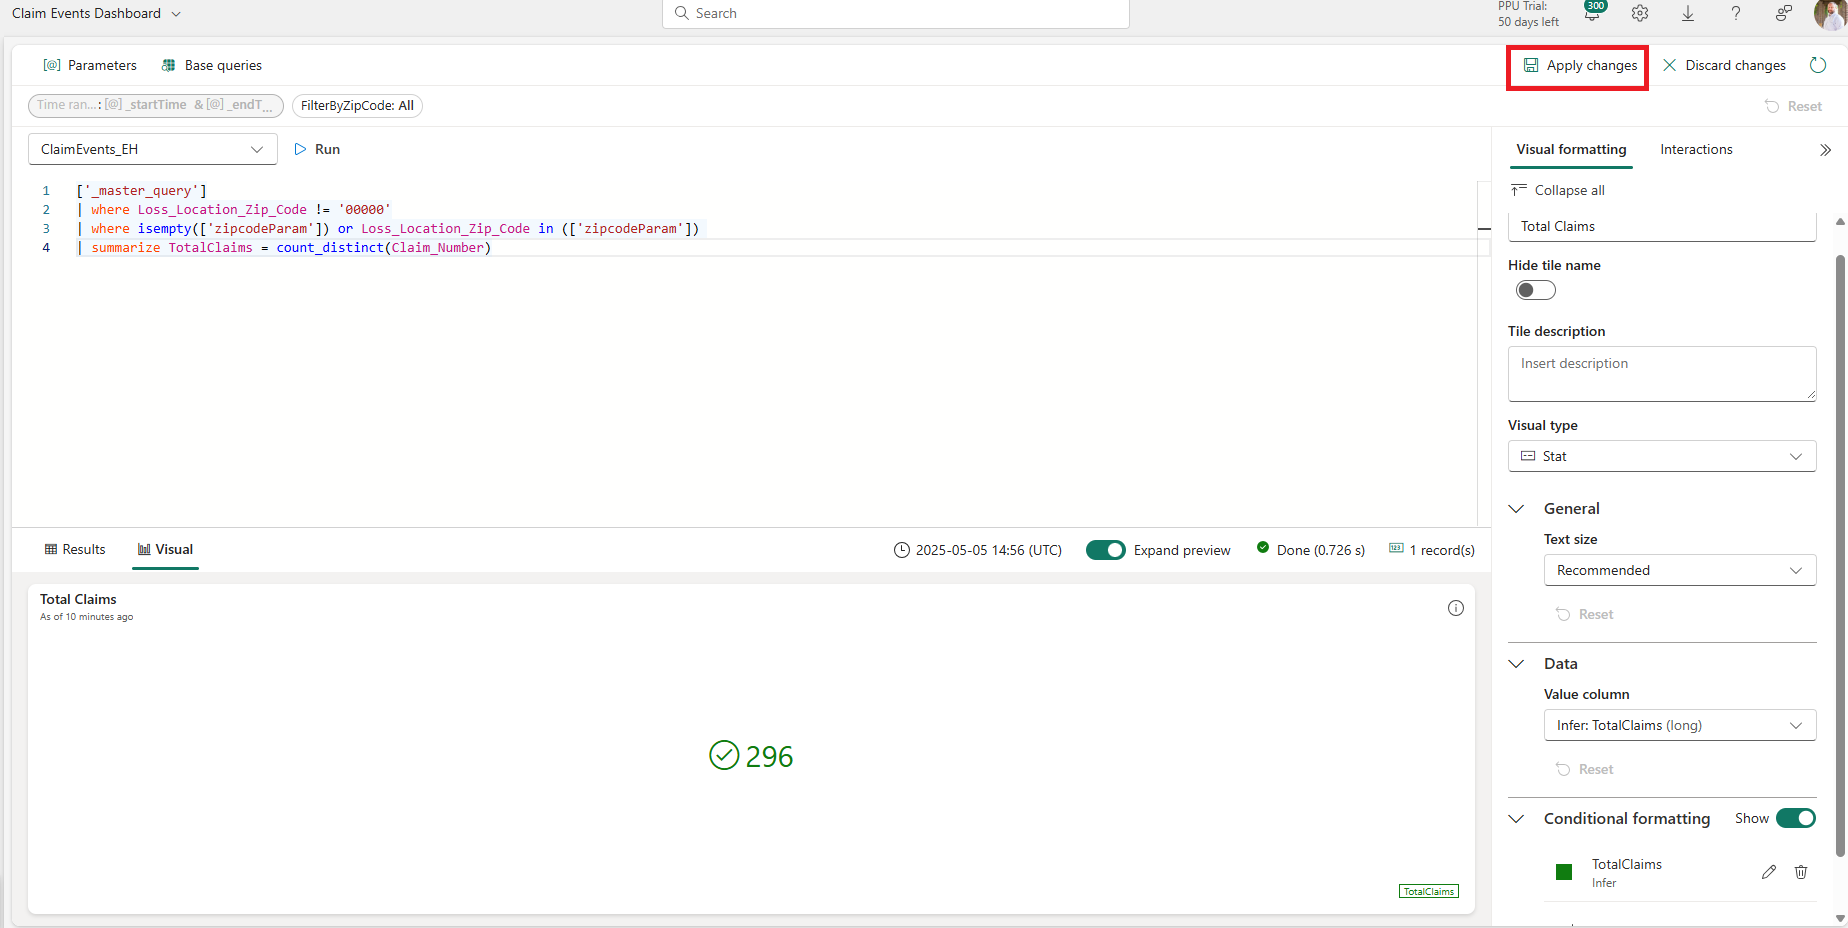 Claim Events Dashboard
Search
PPU Trial:
50 days left
300
Parameters
Base queries
Apply changes
Discard changes
Time ran...: [@] _startTime & [@] _endT...
FilterByZipCode: All
Reset
ClaimEvents_EH
Run
1 ['_master_query']
2 | where Loss_Location_Zip_Code != '00000'
3 | where isempty(['zipcodeParam']) or Loss_Location_Zip_Code in (['zipcodeParam'])
4 | summarize TotalClaims = count_distinct(Claim_Number)
Visual formatting
Interactions
Collapse all
Total Claims
Hide tile name
Tile description
Insert description
Visual type
Stat
General
Text size
Recommended
Reset
Data
Value column
Infer: TotalClaims (long)
Reset
Conditional formatting
Show
TotalClaims
Infer
Results
Visual
2025-05-05 14:56 (UTC)
Expand preview
Done (0.726 s)
1 record(s)
Total Claims
As of 10 minutes ago
296
TotalClaims